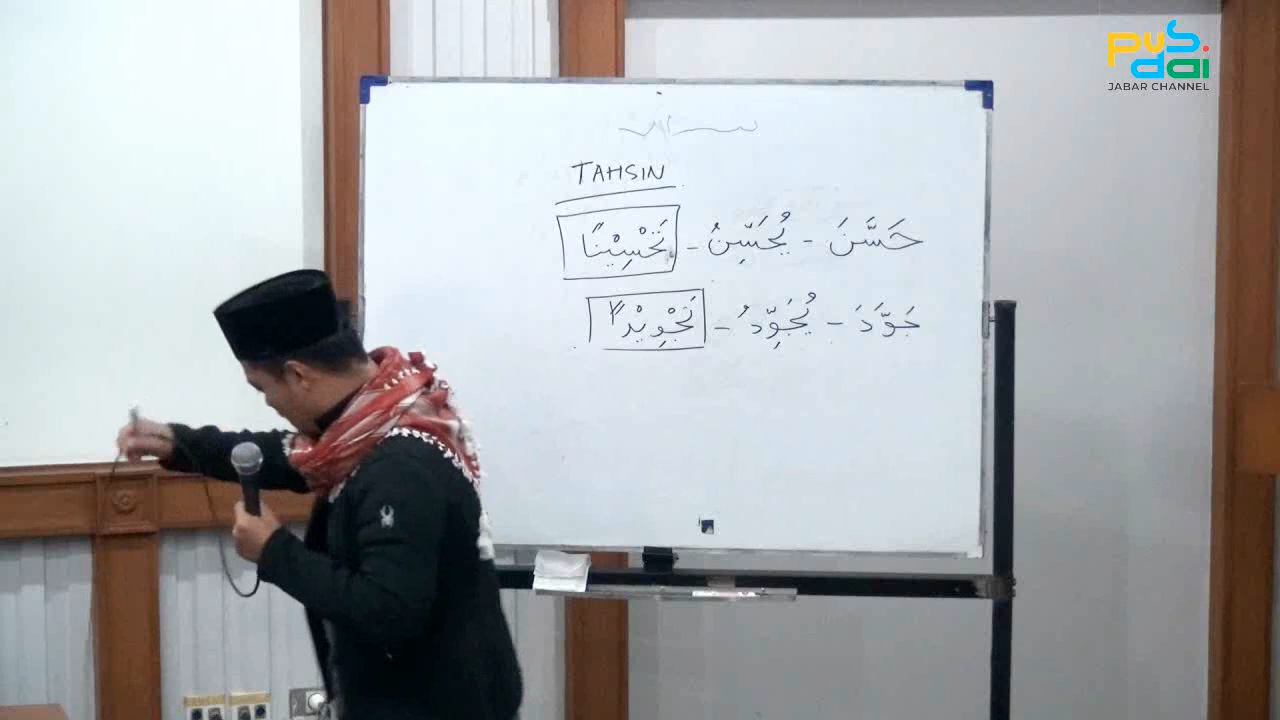 PUSDAI
JABAR CHANNEL
TAHSIN
حَسَّنَ - يُحَسِّنُ - تَحْسِيْنًا
جَوَّدَ - يُجَوِّدُ - تَجْوِيْدًا